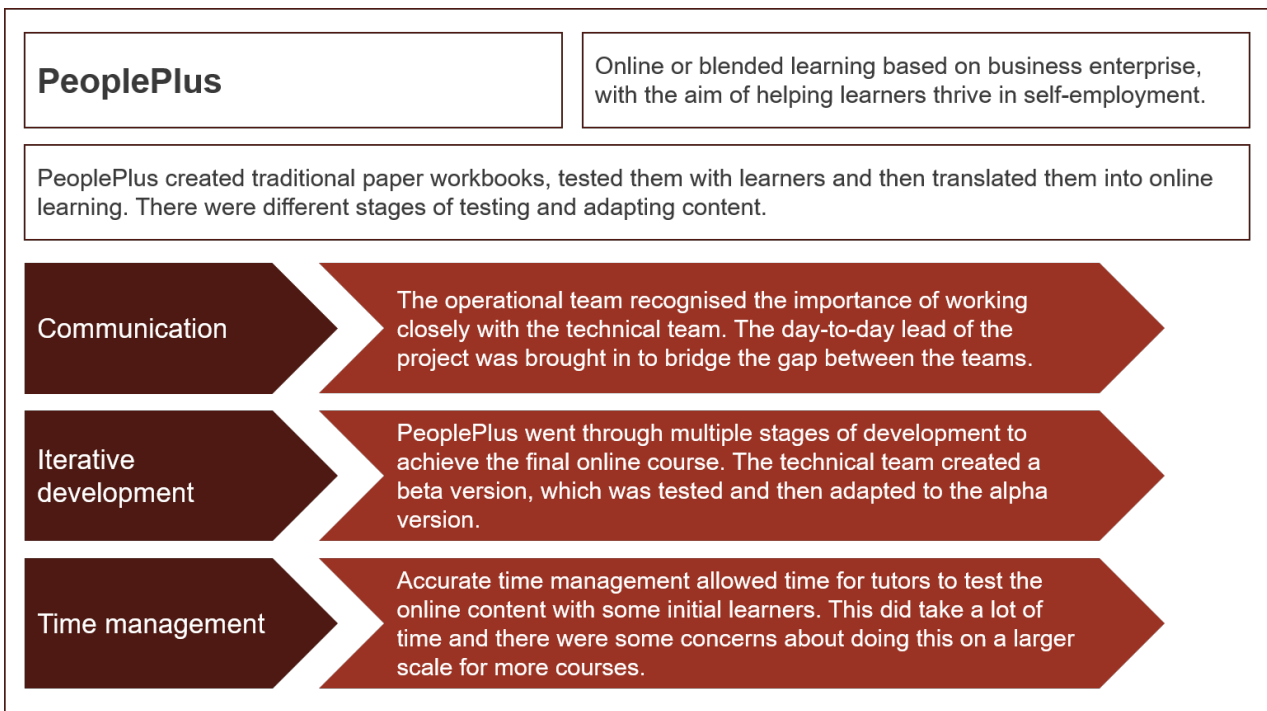 PeoplePlus
Online or blended learning based on business enterprise,
with the aim of helping learners thrive in self-employment.
PeoplePlus created traditional paper workbooks, tested them with learners and then translated them into online
learning. There were different stages of testing and adapting content.
Communication
The operational team recognised the importance of working
closely with the technical team. The day-to-day lead of the
project was brought in to bridge the gap between the teams.
Iterative
development
PeoplePlus went through multiple stages of development to
achieve the final online course. The technical team created a
beta version, which was tested and then adapted to the alpha
version.
Time management
Accurate time management allowed time for tutors to test the
online content with some initial learners. This did take a lot of
time and there were some concerns about doing this on a larger
scale for more courses.